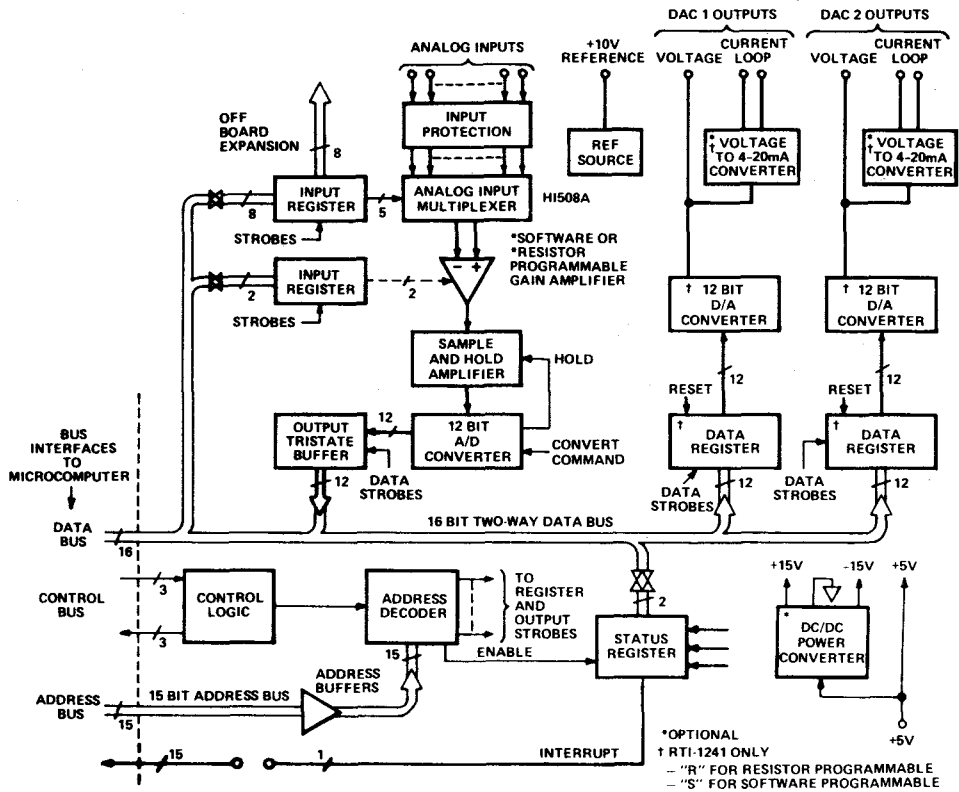 DAC 1 OUTPUTS
DAC 2 OUTPUTS
ANALOG INPUTS
+10V
REFERENCE
VOLTAGE
CURRENT
LOOP
VOLTAGE
CURRENT
LOOP
OFF
BOARD
EXPANSION
8
INPUT
PROTECTION
REF
SOURCE
*
† VOLTAGE
TO 4-20mA
CONVERTER
*
† VOLTAGE
TO 4-20mA
CONVERTER
8
INPUT
REGISTER
5
ANALOG INPUT
MULTIPLEXER
HI508A
STROBES
*SOFTWARE OR
*RESISTOR
PROGRAMMABLE
GAIN AMPLIFIER
2
INPUT
REGISTER
2
– +
STROBES
† 12 BIT
D/A
CONVERTER
† 12 BIT
D/A
CONVERTER
SAMPLE
AND HOLD
AMPLIFIER
HOLD
12
12
RESET
RESET
BUS
INTERFACES
TO
MICROCOMPUTER
OUTPUT
TRISTATE
BUFFER
12
12 BIT
A/D
CONVERTER
CONVERT
COMMAND
† DATA
REGISTER
† DATA
REGISTER
DATA
STROBES
12
DATA
STROBES
12
DATA
STROBES
12
DATA
BUS
16
16 BIT TWO-WAY DATA BUS
+15V
-15V
+5V
CONTROL
BUS
3
3
CONTROL
LOGIC
ADDRESS
DECODER
TO
REGISTER
AND
OUTPUT
STROBES
2
STATUS
REGISTER
* DC/DC
POWER
CONVERTER
ENABLE
15
ADDRESS
BUFFERS
ADDRESS
BUS
15
15 BIT ADDRESS BUS
+5V
15
1
INTERRUPT
*OPTIONAL
† RTI-1241 ONLY
– "R" FOR RESISTOR PROGRAMMABLE
– "S" FOR SOFTWARE PROGRAMMABLE